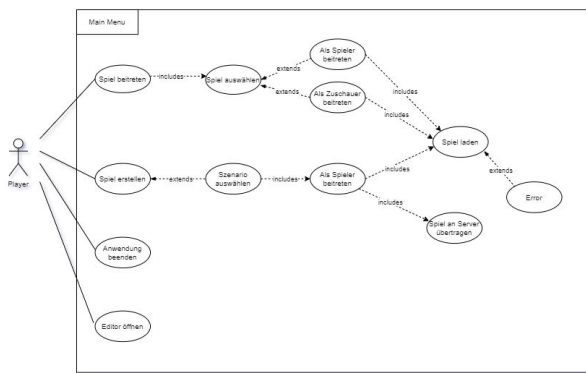 Main Menu
Als Spieler
beitreten
extends
Spiel beitreten
includes
Spiel auswählen
extends
Als Zuschauer
beitreten
includes
includes
Spiel laden
Player
Spiel erstellen
extends
Szenario
auswählen
includes
Als Spieler
beitreten
includes
extends
Error
includes
Spiel an Server
übertragen
Anwendung
beenden
Editor öffnen